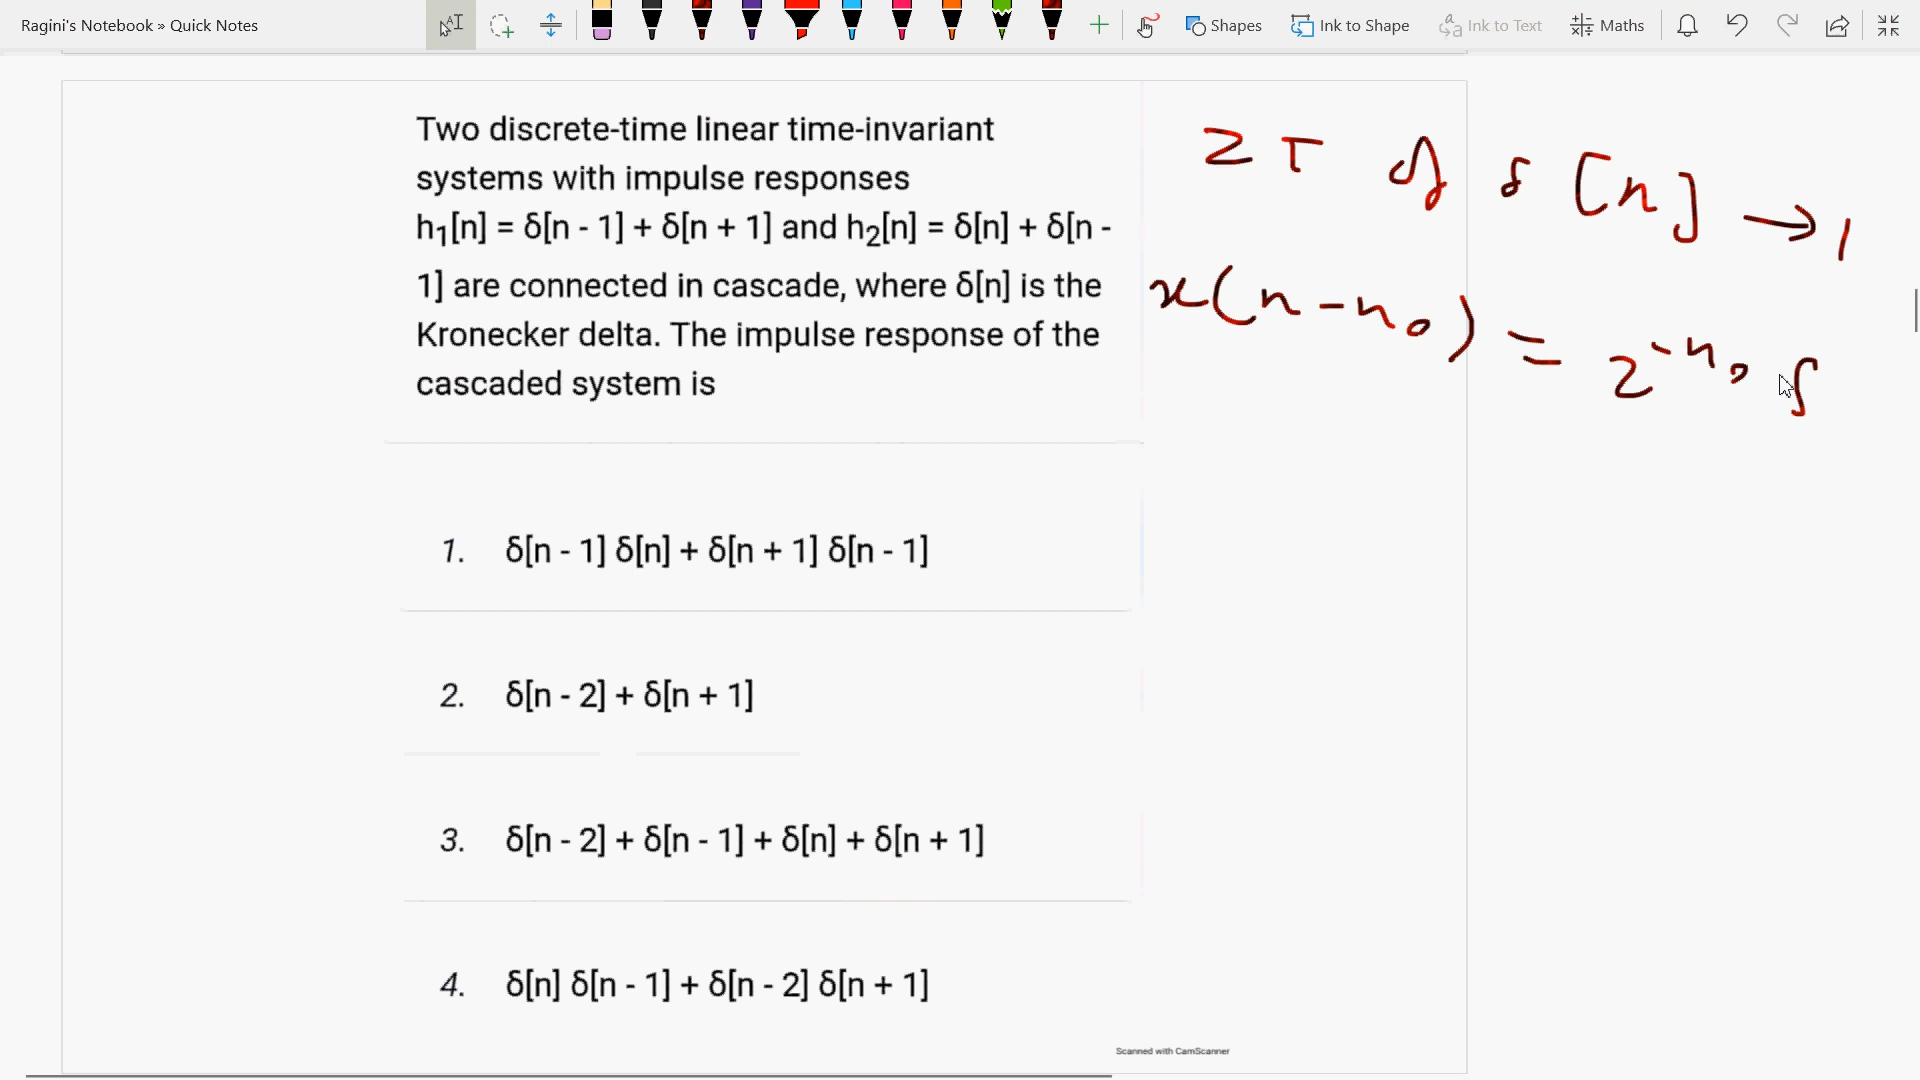 Ragini's Notebook » Quick Notes
Shapes
Ink to Shape
Ink to Text
Maths
Two discrete-time linear time-invariant
systems with impulse responses
h₁[n] = δ[n - 1] + δ[n + 1] and h₂[n] = δ[n] + δ[n -
1] are connected in cascade, where δ[n] is the
Kronecker delta. The impulse response of the
cascaded system is
1. δ[n - 1] δ[n] + δ[n + 1] δ[n - 1]
2. δ[n - 2] + δ[n + 1]
3. δ[n - 2] + δ[n - 1] + δ[n] + δ[n + 1]
4. δ[n] δ[n - 1] + δ[n - 2] δ[n + 1]
ZT of δ[n] → 1
x(n-n₀) = z⁻ⁿ₀
Scanned with CamScanner